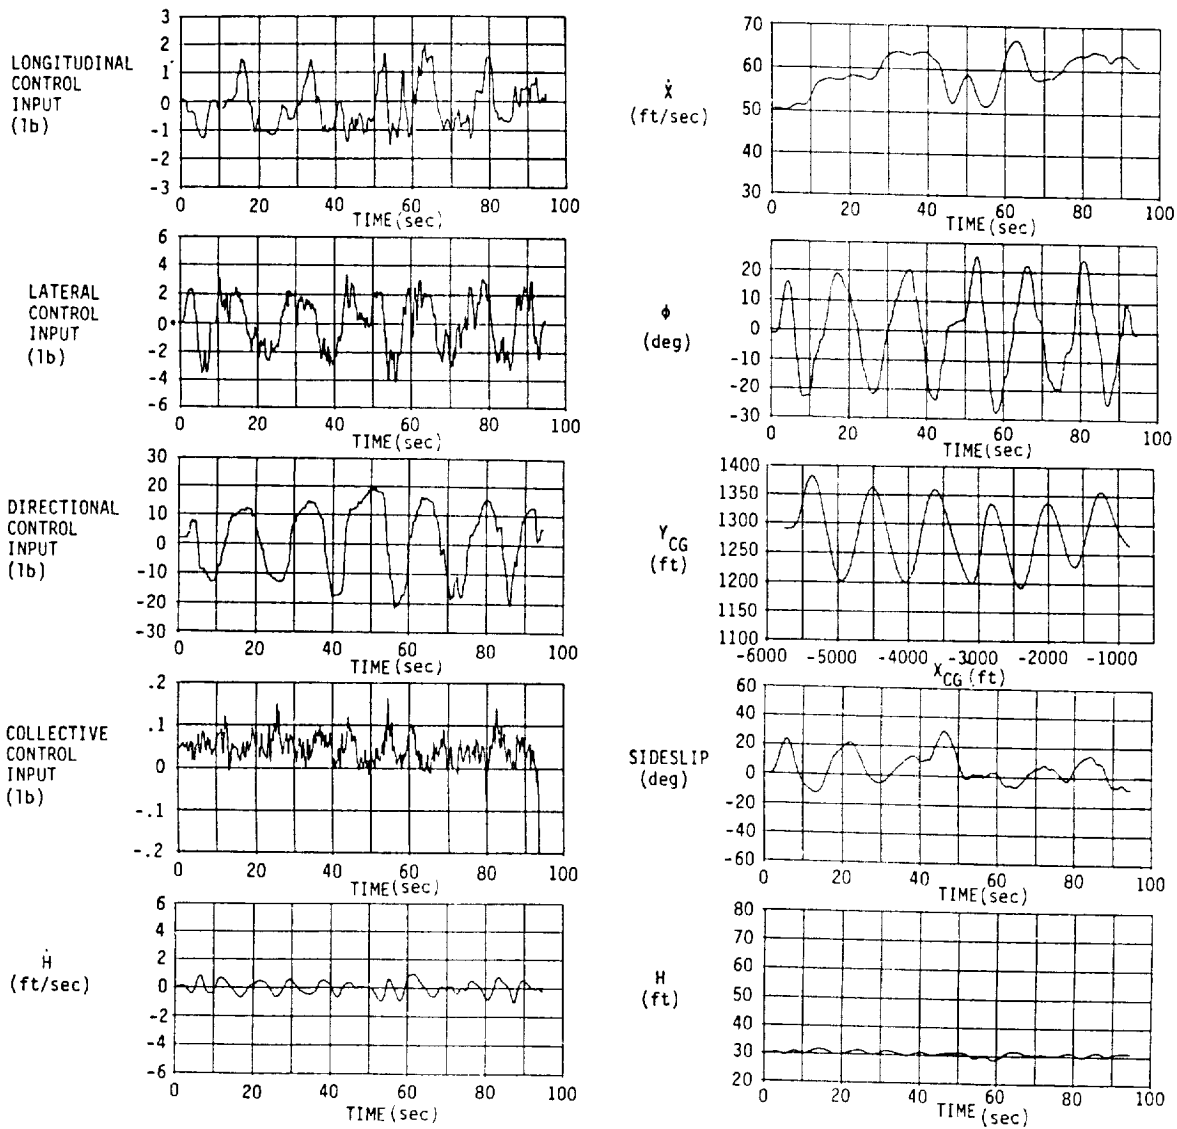 LONGITUDINAL
CONTROL
INPUT
(lb)
3
2
1
0
-1
-2
-3
0 20 40 60 80 100
TIME(sec)
LATERAL
CONTROL
INPUT
(lb)
6
4
2
0
-2
-4
-6
0 20 40 60 80 100
TIME(sec)
DIRECTIONAL
CONTROL
INPUT
(lb)
30
20
10
0
-10
-20
-30
0 20 40 60 80 100
TIME(sec)
COLLECTIVE
CONTROL
INPUT
(lb)
.2
.1
0
-.1
-.2
0 20 40 60 80 100
TIME(sec)
Ḣ
(ft/sec)
6
4
2
0
-2
-4
-6
0 20 40 60 80 100
TIME(sec)
Ẋ
(ft/sec)
70
60
50
40
30
0 20 40 60 80 100
TIME(sec)
ϕ
(deg)
20
10
0
-10
-20
-30
0 20 40 60 80 100
TIME(sec)
Y_CG
(ft)
1400
1350
1300
1250
1200
1150
1100
-6000 -5000 -4000 -3000 -2000 -1000
X_CG (ft)
SIDESLIP
(deg)
60
40
20
0
-20
-40
-60
0 20 40 60 80 100
TIME(sec)
H
(ft)
80
70
60
50
40
30
20
0 20 40 60 80 100
TIME(sec)